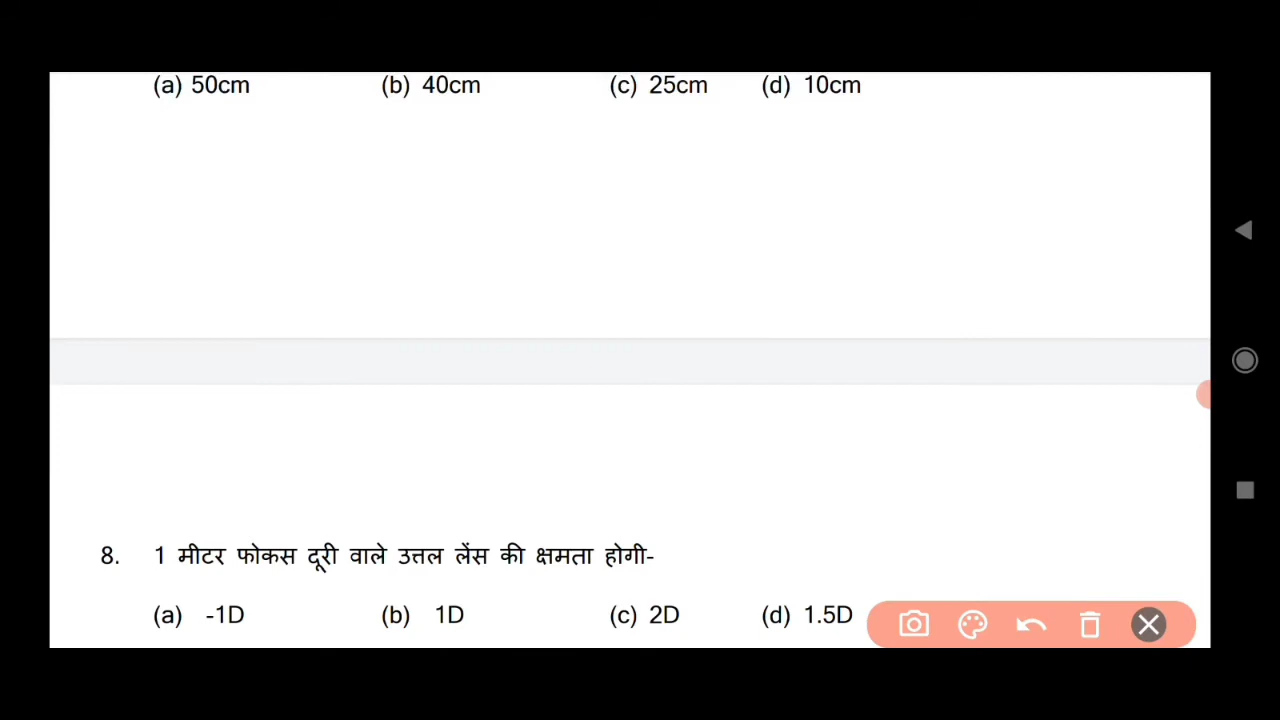 (a) 50cm (b) 40cm (c) 25cm (d) 10cm
8. 1 मीटर फोकस दूरी वाले उत्तल लेंस की क्षमता होगी-
(a) -1D (b) 1D (c) 2D (d) 1.5D